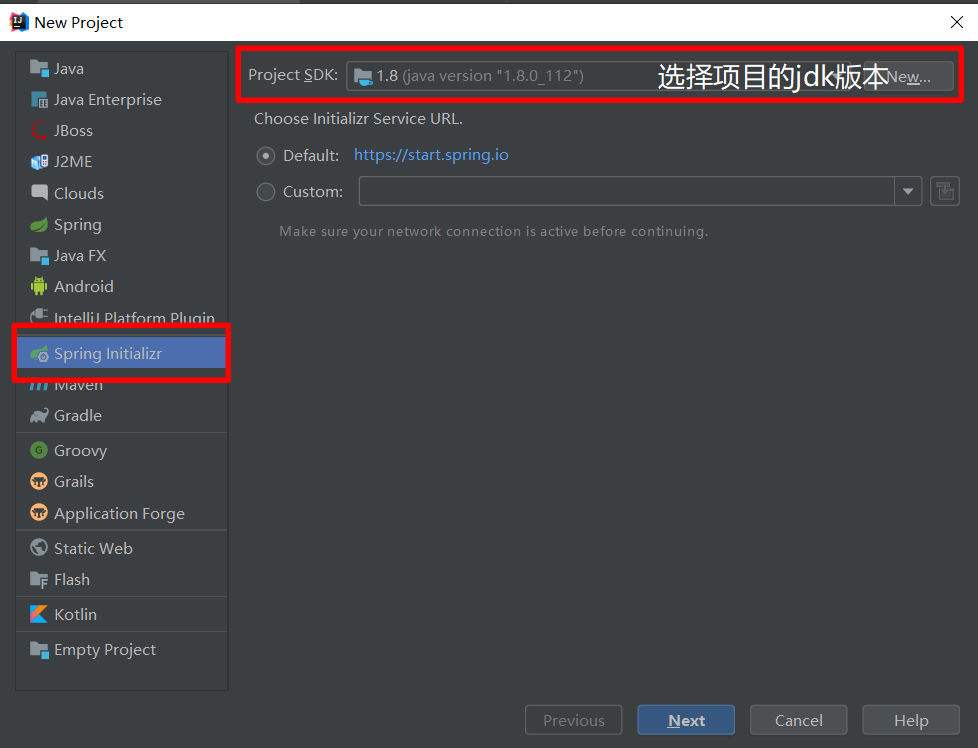 New Project
Java
Java Enterprise
JBoss
J2ME
Clouds
Spring
Java FX
Android
IntelliJ Platform Plugin
Spring Initializr
Maven
Gradle
Groovy
Grails
Application Forge
Static Web
Flash
Kotlin
Empty Project
Project SDK: 1.8 (java version "1.8.0_112") 选择项目的jdk版本 New...
Choose Initializr Service URL.
Default: https://start.spring.io
Custom:
Make sure your network connection is active before continuing.
Previous Next Cancel Help